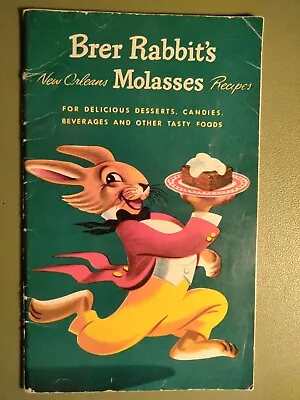 Brer Rabbit's
New Orleans Molasses Recipes
FOR DELICIOUS DESSERTS, CANDIES,
BEVERAGES AND OTHER TASTY FOODS